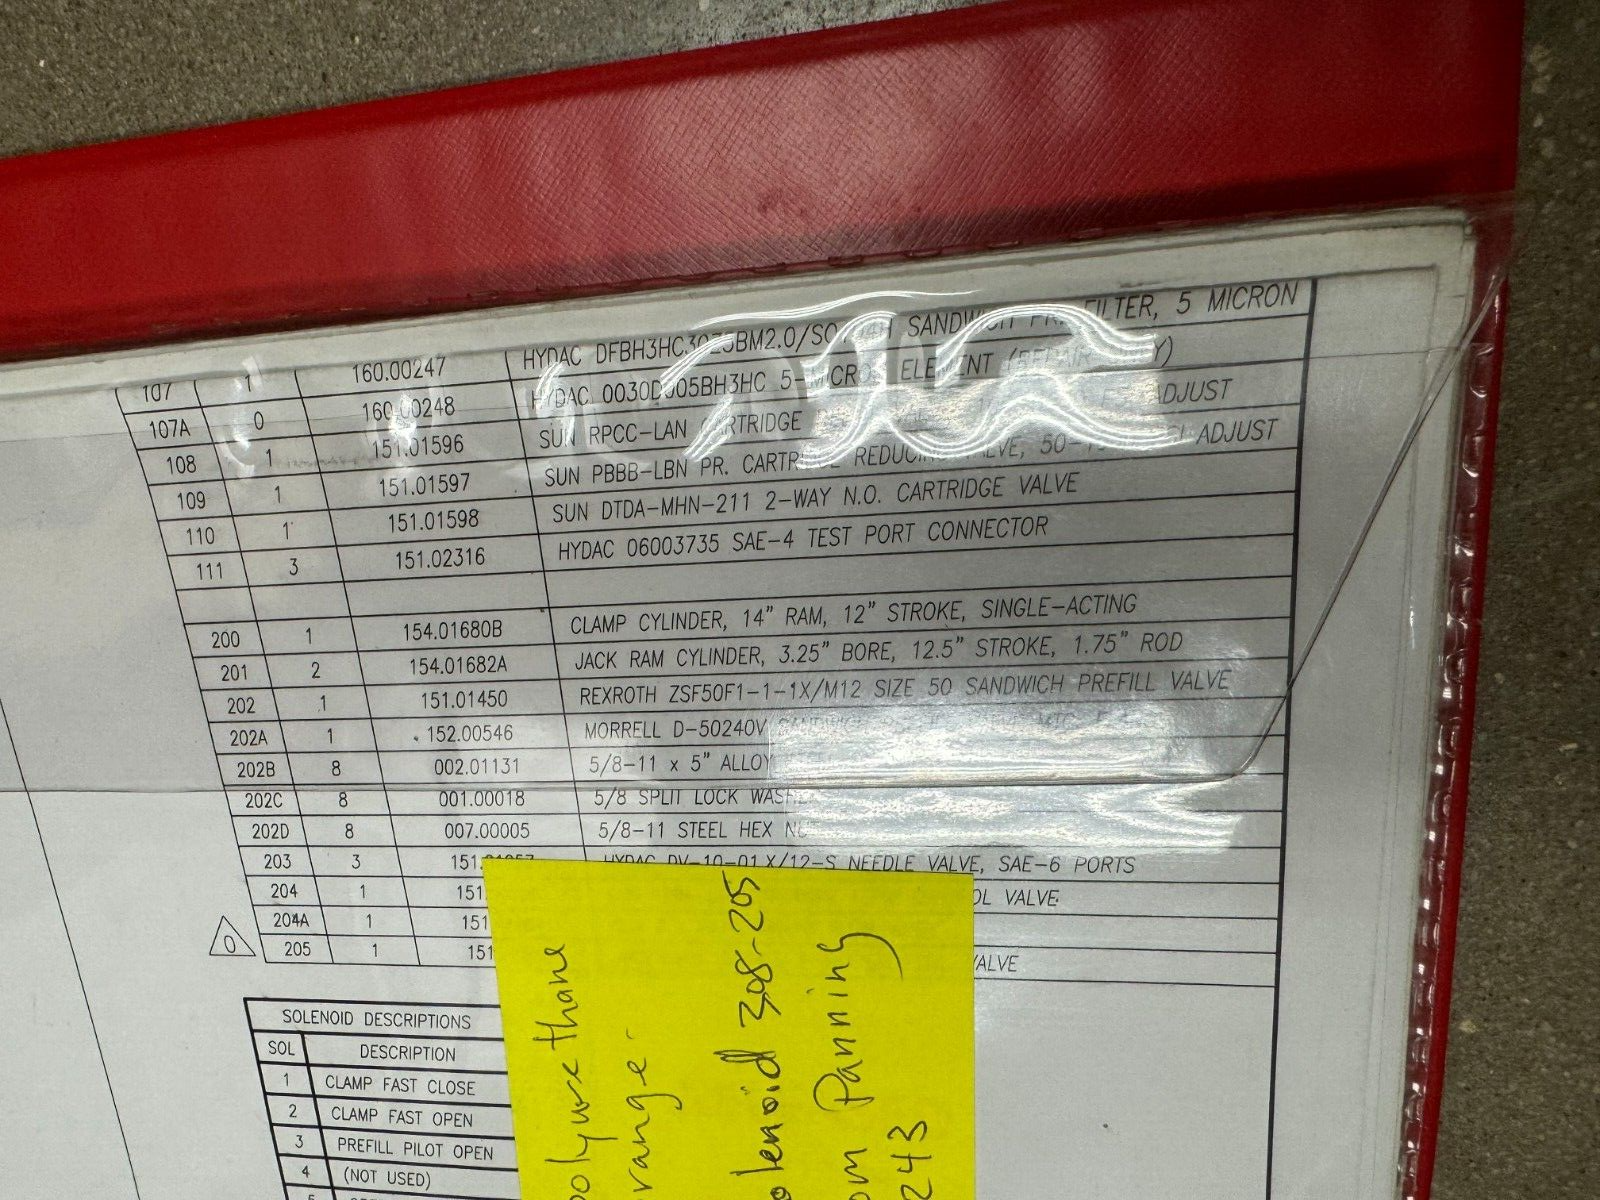 107 1 160.00247 HYDAC SANDWICH FILTER, 5 MICRON
107A 0 160.00248 HYDAC 0030D005BH3HC 5-MICRON ELEMENT
108 1 151.01596 SUN RPCC-LAN CARTRIDGE ADJUST
109 1 151.01597 SUN PBBB-LBN PR. CARTRIDGE REDUCING VALVE, ADJUST
110 1 151.01598 SUN DTDA-MHN-211 2-WAY N.O. CARTRIDGE VALVE
111 3 151.02316 HYDAC 06003735 SAE-4 TEST PORT CONNECTOR
200 1 154.01680B CLAMP CYLINDER, 14" RAM, 12" STROKE, SINGLE-ACTING
201 2 154.01682A JACK RAM CYLINDER, 3.25" BORE, 12.5" STROKE, 1.75" ROD
202 1 151.01450 REXROTH ZSF50F1-1-1X/M12 SIZE 50 SANDWICH PREFILL VALVE
202A 1 152.00546 MORRELL D-50240V
202B 8 002.01131 5/8-11 x 5" ALLOY
202C 8 001.00018 5/8 SPLIT LOCK WASHER
202D 8 007.00005 5/8-11 STEEL HEX NUT
203 3 HYDAC DV-10-01.X/12-S NEEDLE VALVE, SAE-6 PORTS
204 1 151. OL VALVE
204A 1 151
0 205 1 151 VALVE
SOLENOID DESCRIPTIONS
SOL DESCRIPTION
1 CLAMP FAST CLOSE
2 CLAMP FAST OPEN
3 PREFILL PILOT OPEN
4 (NOT USED)
5
olyurethane
range
olenoid 308-205
om Panning
243